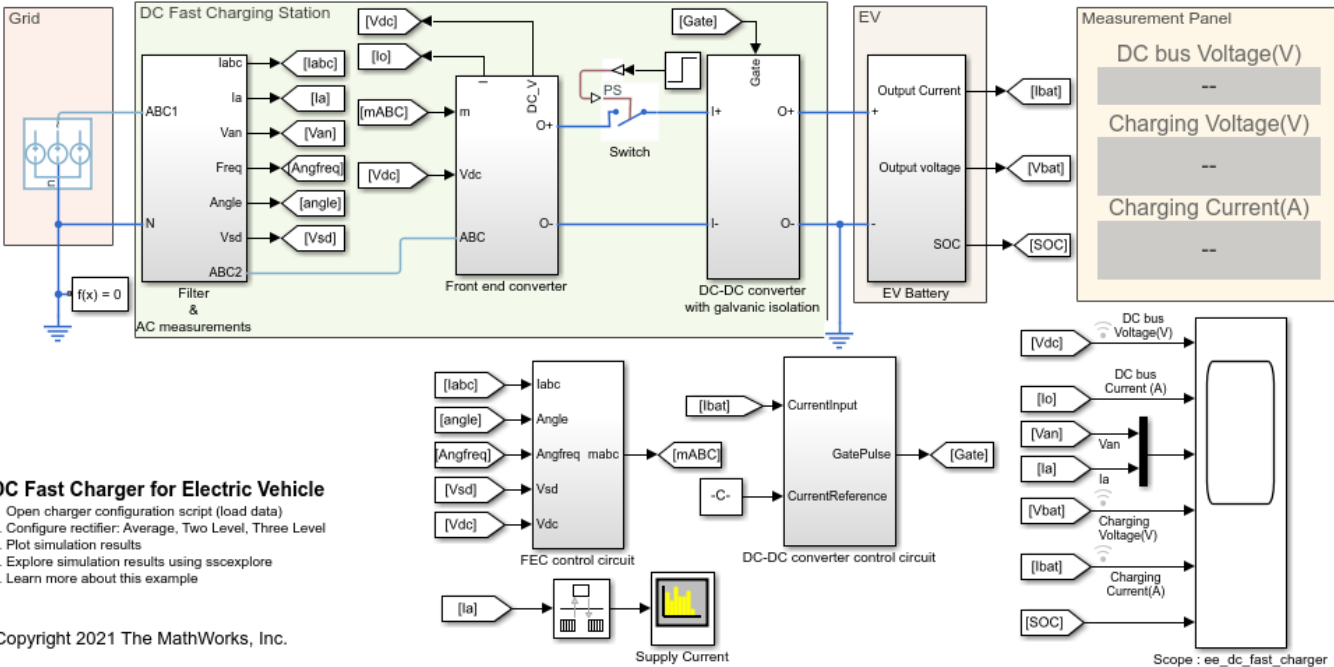 Grid
DC Fast Charging Station
EV
Measurement Panel
[Vdc]
[Gate]
[Io]
Iabc
[Iabc]
Gate
DC bus Voltage(V)
--
I
DC_V
PS
Ia
[Ia]
Output Current
[Ibat]
ABC1
[mABC]
m
O+
I+
O+
+
Charging Voltage(V)
--
Van
[Van]
Switch
Freq
[Angfreq]
[Vdc]
Vdc
Output voltage
[Vbat]
Angle
[angle]
Charging Current(A)
--
N
O-
I-
O-
-
Vsd
[Vsd]
ABC
SOC
[SOC]
ABC2
f(x) = 0
Filter
&
AC measurements
Front end converter
DC-DC converter
with galvanic isolation
EV Battery
[Vdc]
DC bus
Voltage(V)
[Iabc]
Iabc
[angle]
Angle
[Angfreq]
Angfreq
mabc
[mABC]
[Vsd]
Vsd
[Vdc]
Vdc
FEC control circuit
[Ibat]
CurrentInput
GatePulse
[Gate]
-C-
CurrentReference
DC-DC converter control circuit
[Io]
DC bus
Current (A)
[Van]
Van
[Ia]
Ia
[Vbat]
Charging
Voltage(V)
[Ibat]
Charging
Current(A)
[SOC]
Scope : ee_dc_fast_charger
DC Fast Charger for Electric Vehicle
Open charger configuration script (load data)
. Configure rectifier: Average, Two Level, Three Level
. Plot simulation results
. Explore simulation results using sscexplore
. Learn more about this example
[Ia]
Supply Current
Copyright 2021 The MathWorks, Inc.